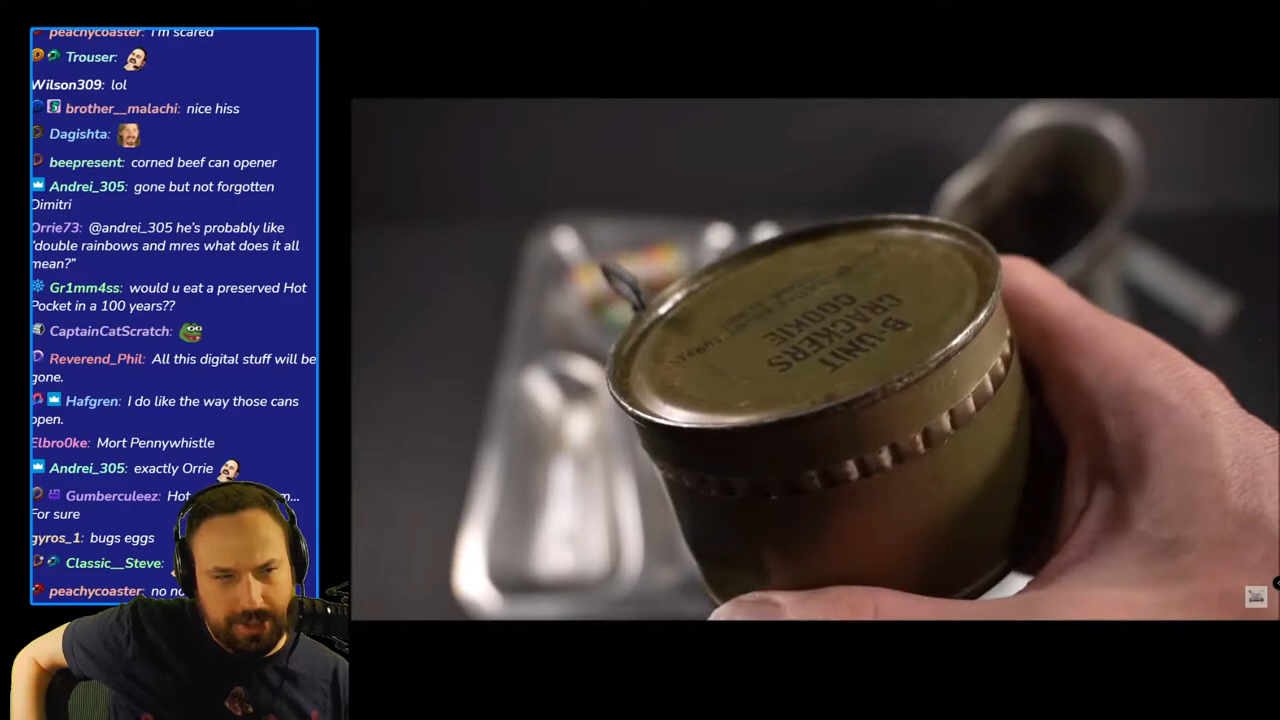 peachycoaster: I'm scared
Trouser:
Wilson309: lol
brother__malachi: nice hiss
Dagishta:
beepresent: corned beef can opener
Andrei_305: gone but not forgotten
Dimitri
Orrie73: @andrei_305 he's probably like
'double rainbows and mres what does it all
mean?"
Gr1mm4ss: would u eat a preserved Hot
Pocket in a 100 years??
CaptainCatScratch:
Reverend_Phil: All this digital stuff will be
gone.
Hafgren: I do like the way those cans
open.
Elbro0ke: Mort Pennywhistle
Andrei_305: exactly Orrie
Gumberculeez: Hot
For sure
gyros_1: bugs eggs
Classic__Steve:
peachycoaster: no
B-UNIT
CRACKERS
COOKIE